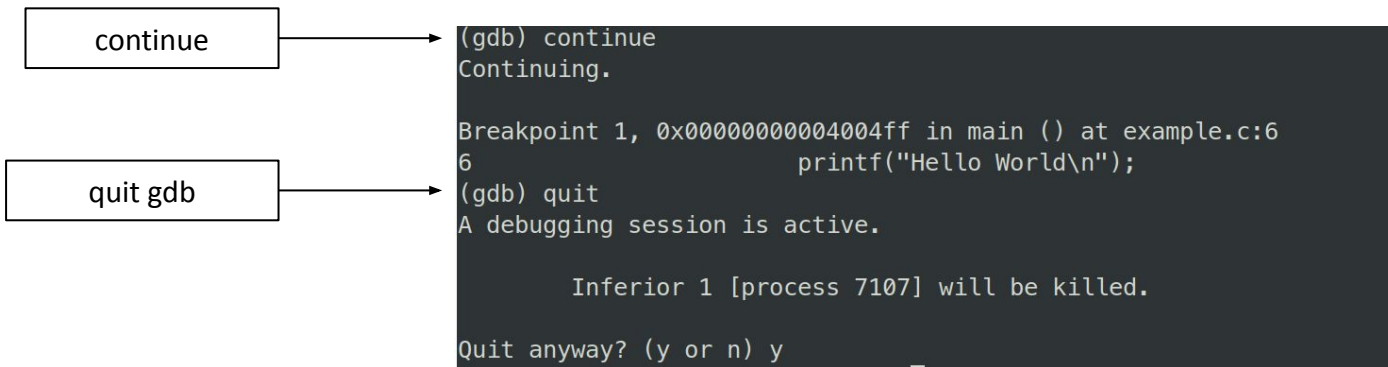 continue
(gdb) continue
Continuing.
Breakpoint 1, 0x00000000004004ff in main () at example.c:6
6 printf("Hello World\n");
quit gdb
(gdb) quit
A debugging session is active.
Inferior 1 [process 7107] will be killed.
Quit anyway? (y or n) y